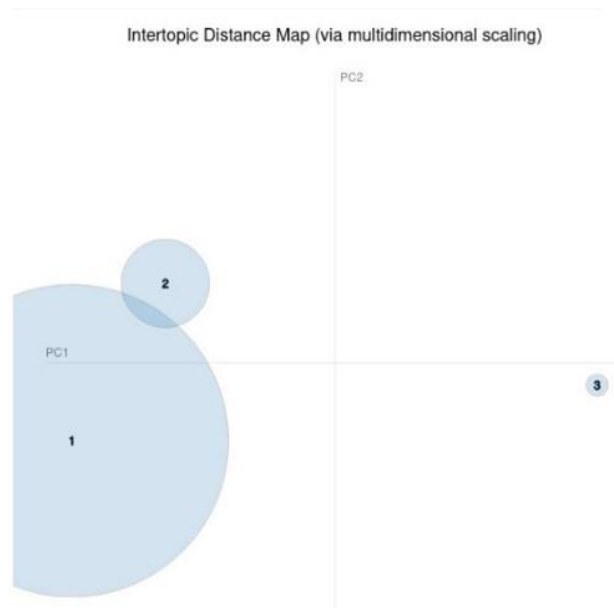 Intertopic Distance Map (via multidimensional scaling)
PC2
2
PC1
3
1